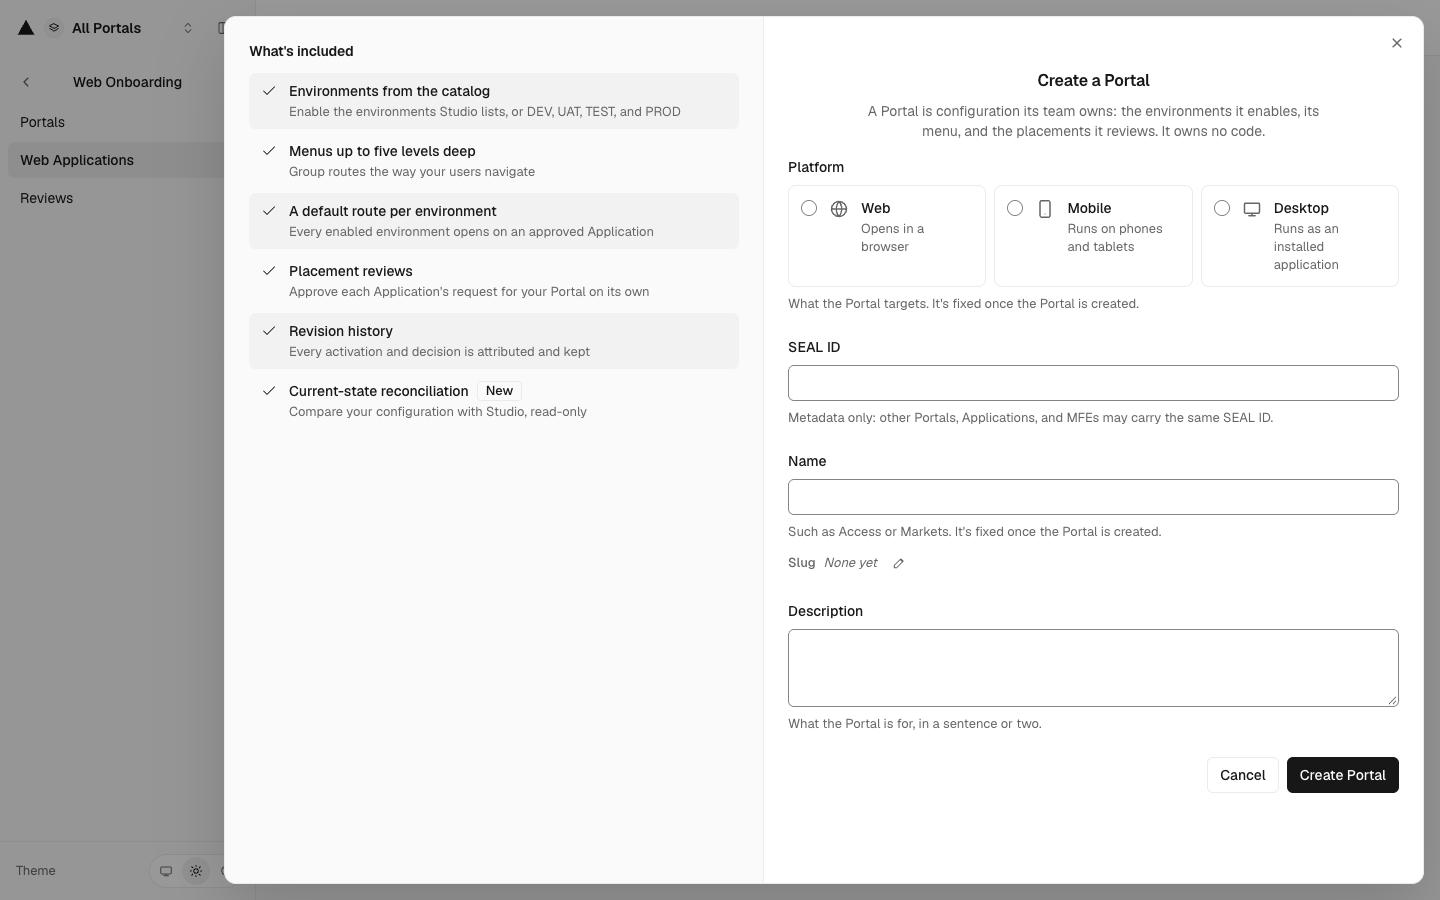 All Portals
Web Onboarding
Portals
Web Applications
Reviews
Theme
What's included
Environments from the catalog
Enable the environments Studio lists, or DEV, UAT, TEST, and PROD
Menus up to five levels deep
Group routes the way your users navigate
A default route per environment
Every enabled environment opens on an approved Application
Placement reviews
Approve each Application's request for your Portal on its own
Revision history
Every activation and decision is attributed and kept
Current-state reconciliation New
Compare your configuration with Studio, read-only
Create a Portal
A Portal is configuration its team owns: the environments it enables, its
menu, and the placements it reviews. It owns no code.
Platform
Web
Opens in a
browser
Mobile
Runs on phones
and tablets
Desktop
Runs as an
installed
application
What the Portal targets. It's fixed once the Portal is created.
SEAL ID
Metadata only: other Portals, Applications, and MFEs may carry the same SEAL ID.
Name
Such as Access or Markets. It's fixed once the Portal is created.
Slug None yet
Description
What the Portal is for, in a sentence or two.
Cancel Create Portal